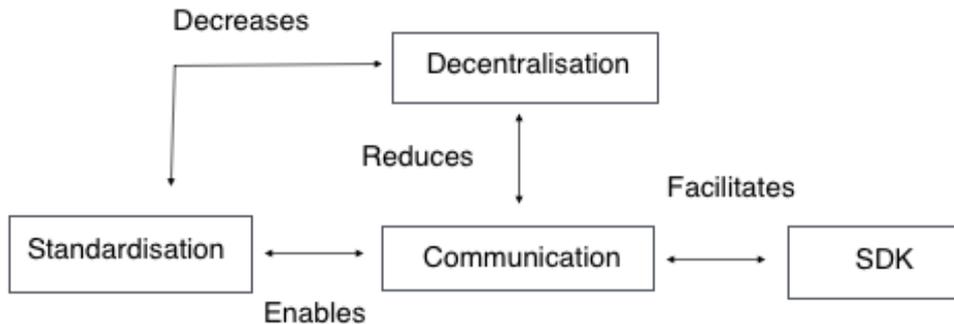 Decreases
Decentralisation
Reduces
Facilitates
Standardisation
Communication
SDK
Enables